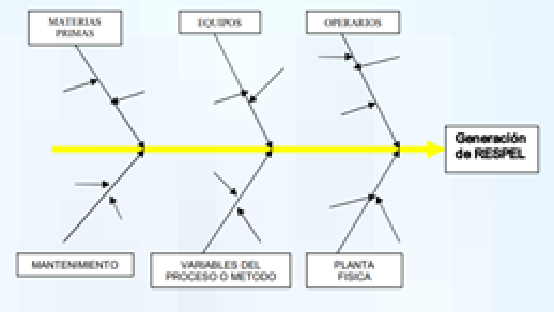 MATERIAS
PRIMAS
EQUIPOS
OPERARIOS
Generación
de RESPEL
MANTENIMIENTO
VARIABLES DEL
PROCESO O METODO
PLANTA
FISICA